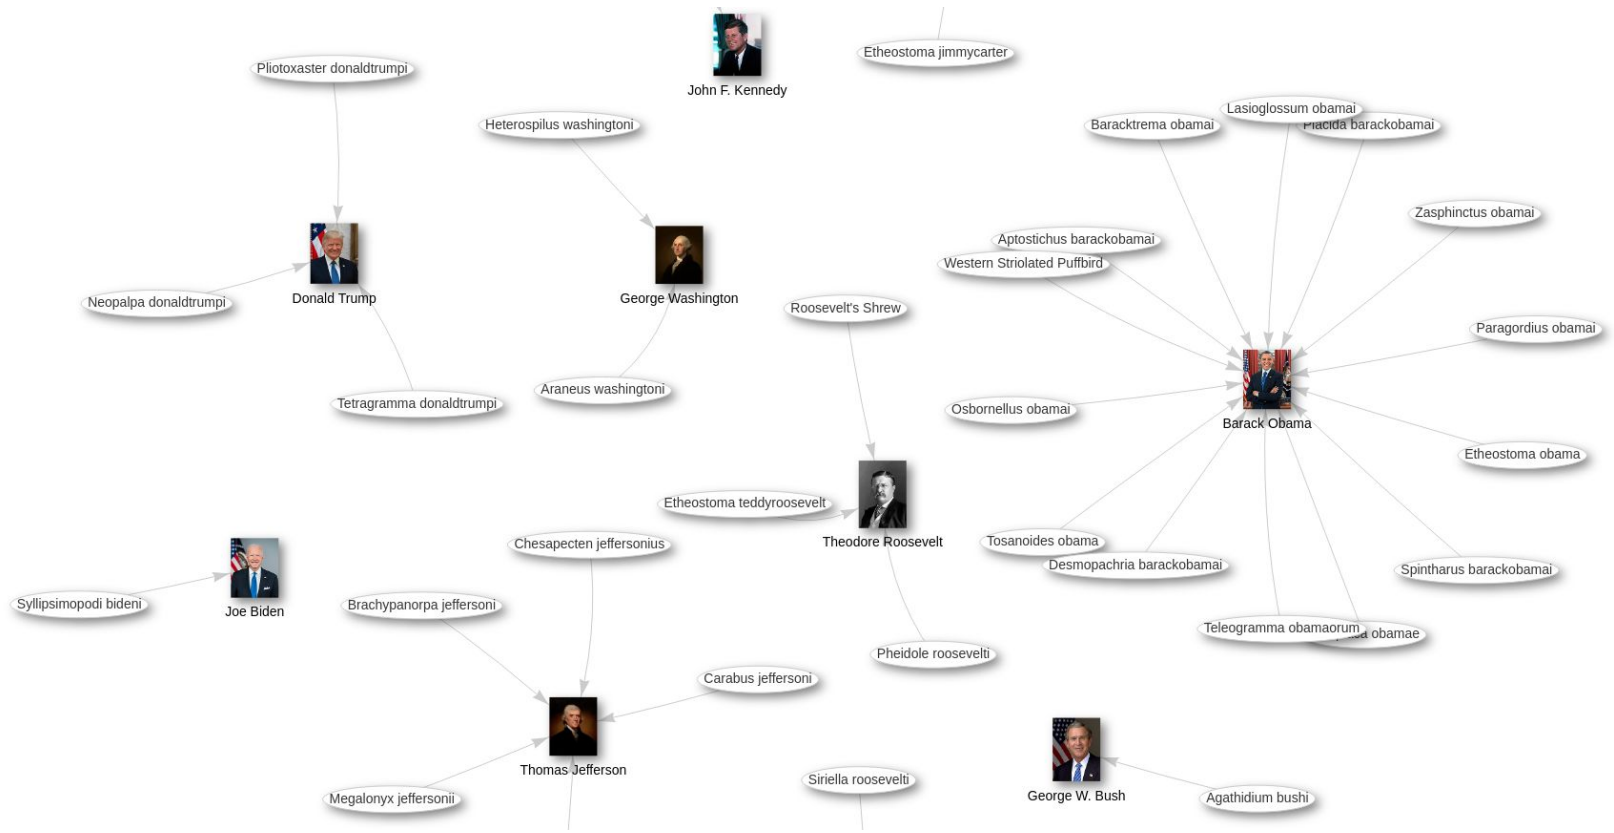 Etheostoma jimmycarter
Pliotoxaster donaldtrumpi
John F. Kennedy
Lasioglossum obamai
Heterospilus washingtoni
Baracktrema obamai
Placida barackobamai
Zasphinctus obamai
Aptostichus barackobamai
Western Striolated Puffbird
Donald Trump
George Washington
Neopalpa donaldtrumpi
Roosevelt's Shrew
Paragordius obamai
Araneus washingtoni
Tetragramma donaldtrumpi
Osbornellus obamai
Barack Obama
Etheostoma obama
Etheostoma teddyroosevelt
Theodore Roosevelt
Chesapecten jeffersonius
Tosanoides obama
Desmopachria barackobamai
Spintharus barackobamai
Syllipsimopodi bideni
Joe Biden
Brachypanorpa jeffersoni
Teleogramma obamaorum
obamae
Pheidole roosevelti
Carabus jeffersoni
Thomas Jefferson
Siriella roosevelti
George W. Bush
Megalonyx jeffersonii
Agathidium bushi